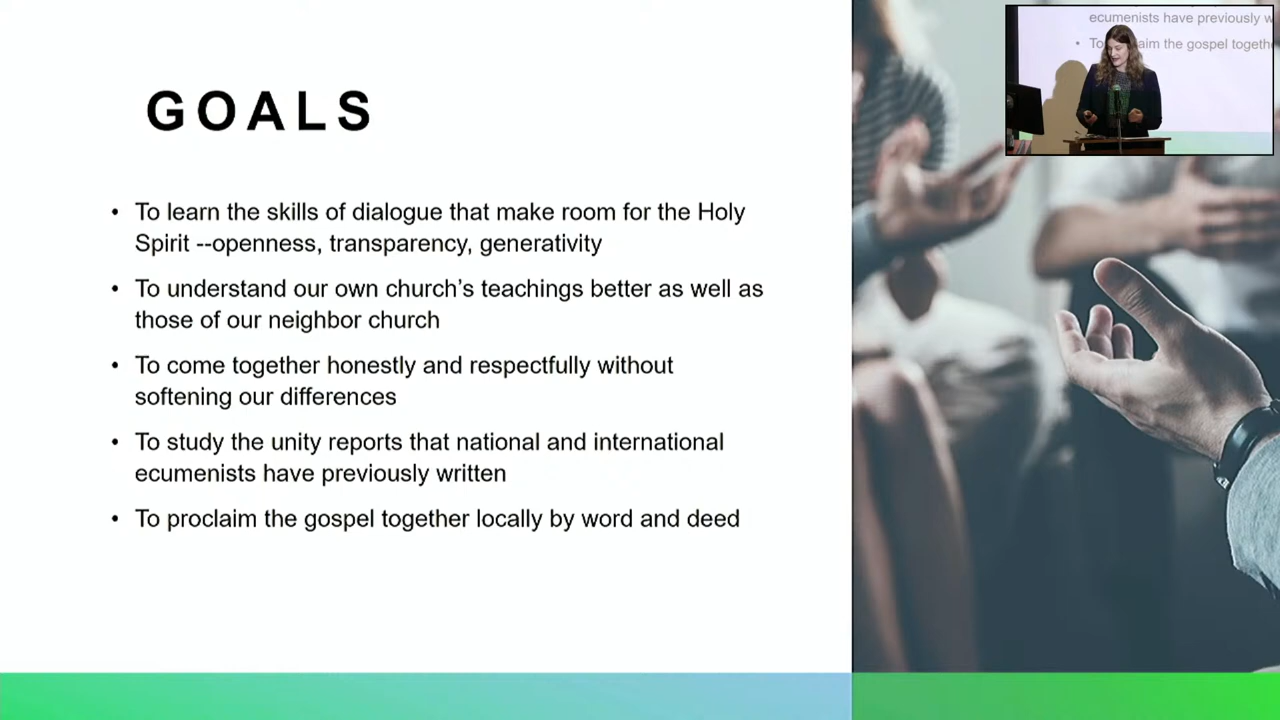 GOALS
• To learn the skills of dialogue that make room for the Holy
Spirit --openness, transparency, generativity
• To understand our own church's teachings better as well as
those of our neighbor church
• To come together honestly and respectfully without
softening our differences
• To study the unity reports that national and international
ecumenists have previously written
• To proclaim the gospel together locally by word and deed
ecumenists have previously w
• To aim the gospel togethe